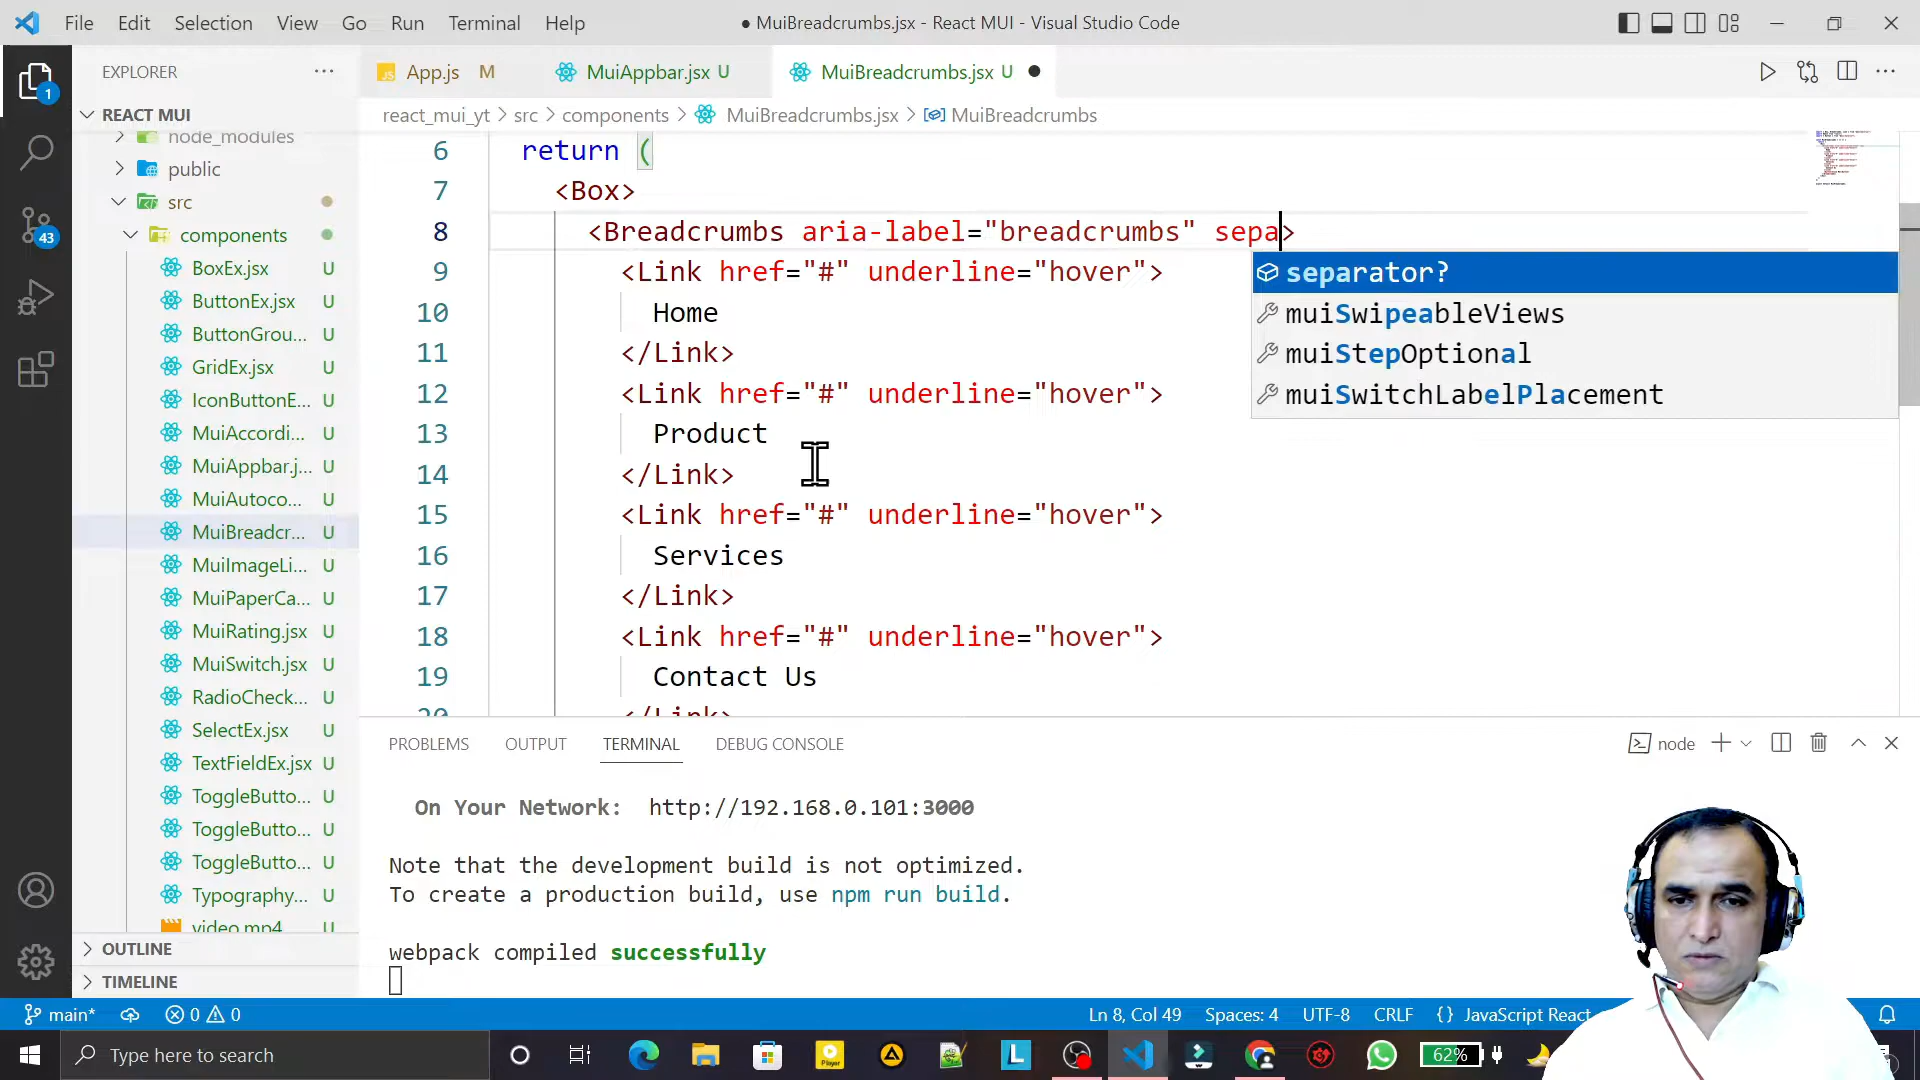 File Edit Selection View Go Run Terminal Help
● MuiBreadcrumbs.jsx - React MUI - Visual Studio Code
EXPLORER ···
App.js M
MuiAppbar.jsx U
MuiBreadcrumbs.jsx U ●
REACT MUI
react_mui_yt > src > components > MuiBreadcrumbs.jsx > MuiBreadcrumbs
node_modules
public
src
components
BoxEx.jsx U
ButtonEx.jsx U
ButtonGrou... U
GridEx.jsx U
IconButtonE... U
MuiAccordi... U
MuiAppbar.j... U
MuiAutoco... U
MuiBreadcr... U
MuiImageLi... U
MuiPaperCa... U
MuiRating.jsx U
MuiSwitch.jsx U
RadioCheck... U
SelectEx.jsx U
TextFieldEx.jsx U
ToggleButto... U
ToggleButto... U
ToggleButto... U
Typography... U
video.mp4 U
OUTLINE
TIMELINE
1
43
6 return (
7 <Box>
8 <Breadcrumbs aria-label="breadcrumbs" sepa>
9 <Link href="#" underline="hover">
10 Home
11 </Link>
12 <Link href="#" underline="hover">
13 Product
14 </Link>
15 <Link href="#" underline="hover">
16 Services
17 </Link>
18 <Link href="#" underline="hover">
19 Contact Us
20 </Link>
separator?
muiSwipeableViews
muiStepOptional
muiSwitchLabelPlacement
PROBLEMS OUTPUT TERMINAL DEBUG CONSOLE
node
On Your Network: http://192.168.0.101:3000
Note that the development build is not optimized.
To create a production build, use npm run build.
webpack compiled successfully
main* 0 0
Ln 8, Col 49 Spaces: 4 UTF-8 CRLF {} JavaScript React
Type here to search
Player
L
62%